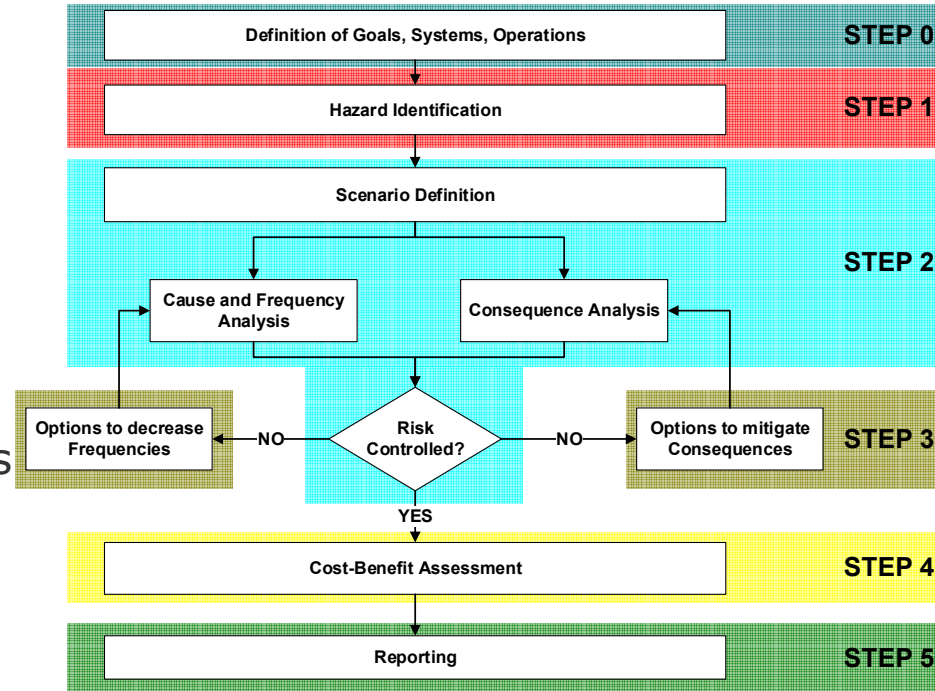 Definition of Goals, Systems, Operations
STEP 0
Hazard Identification
STEP 1
Scenario Definition
STEP 2
Cause and Frequency
Analysis
Consequence Analysis
Options to decrease
Frequencies
NO
Risk
Controlled?
NO
Options to mitigate
Consequences
STEP 3
s
YES
Cost-Benefit Assessment
STEP 4
Reporting
STEP 5